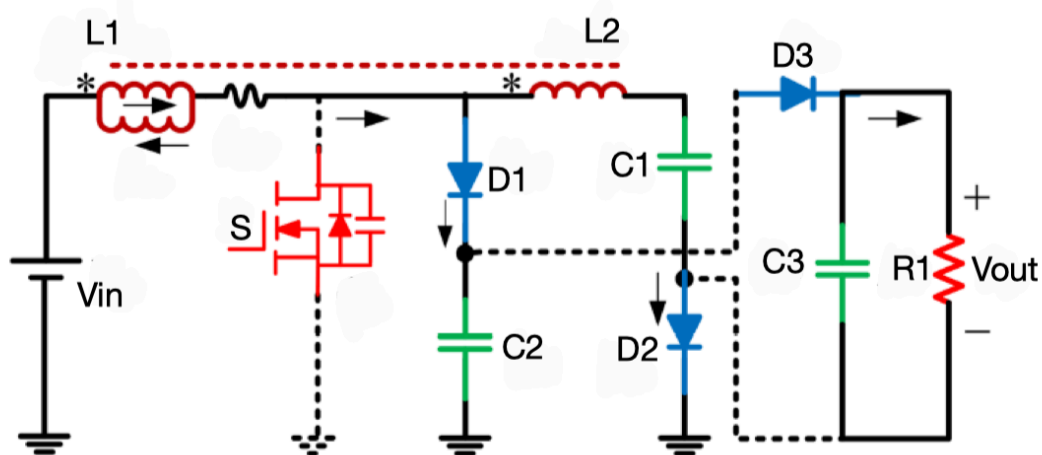 L1
L2
*
*
D3
D1
C1
S
C3
R1
+
Vout
−
Vin
C2
D2